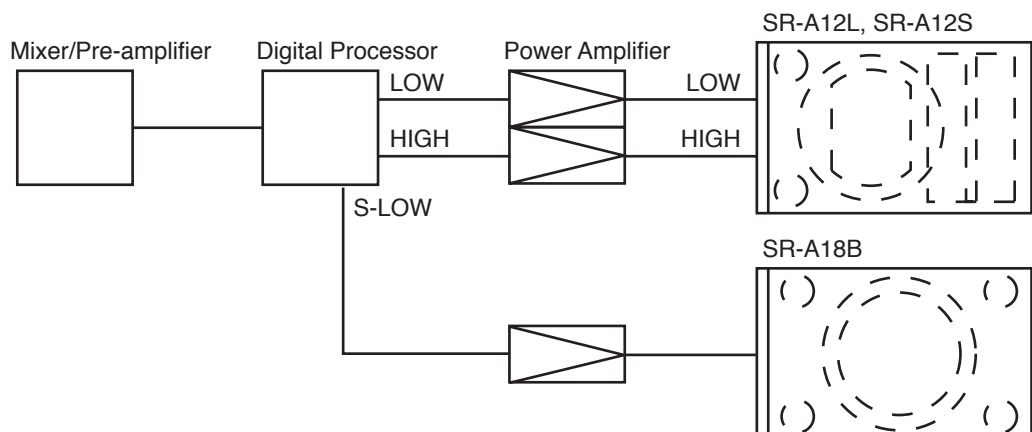 SR-A12L, SR-A12S
Mixer/Pre-amplifier
Digital Processor
Power Amplifier
LOW
LOW
HIGH
HIGH
S-LOW
SR-A18B